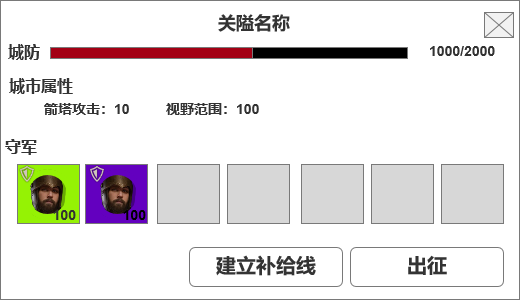 关隘名称
城防 1000/2000
城市属性
箭塔攻击：10 视野范围：100
守军
100 100
建立补给线 出征